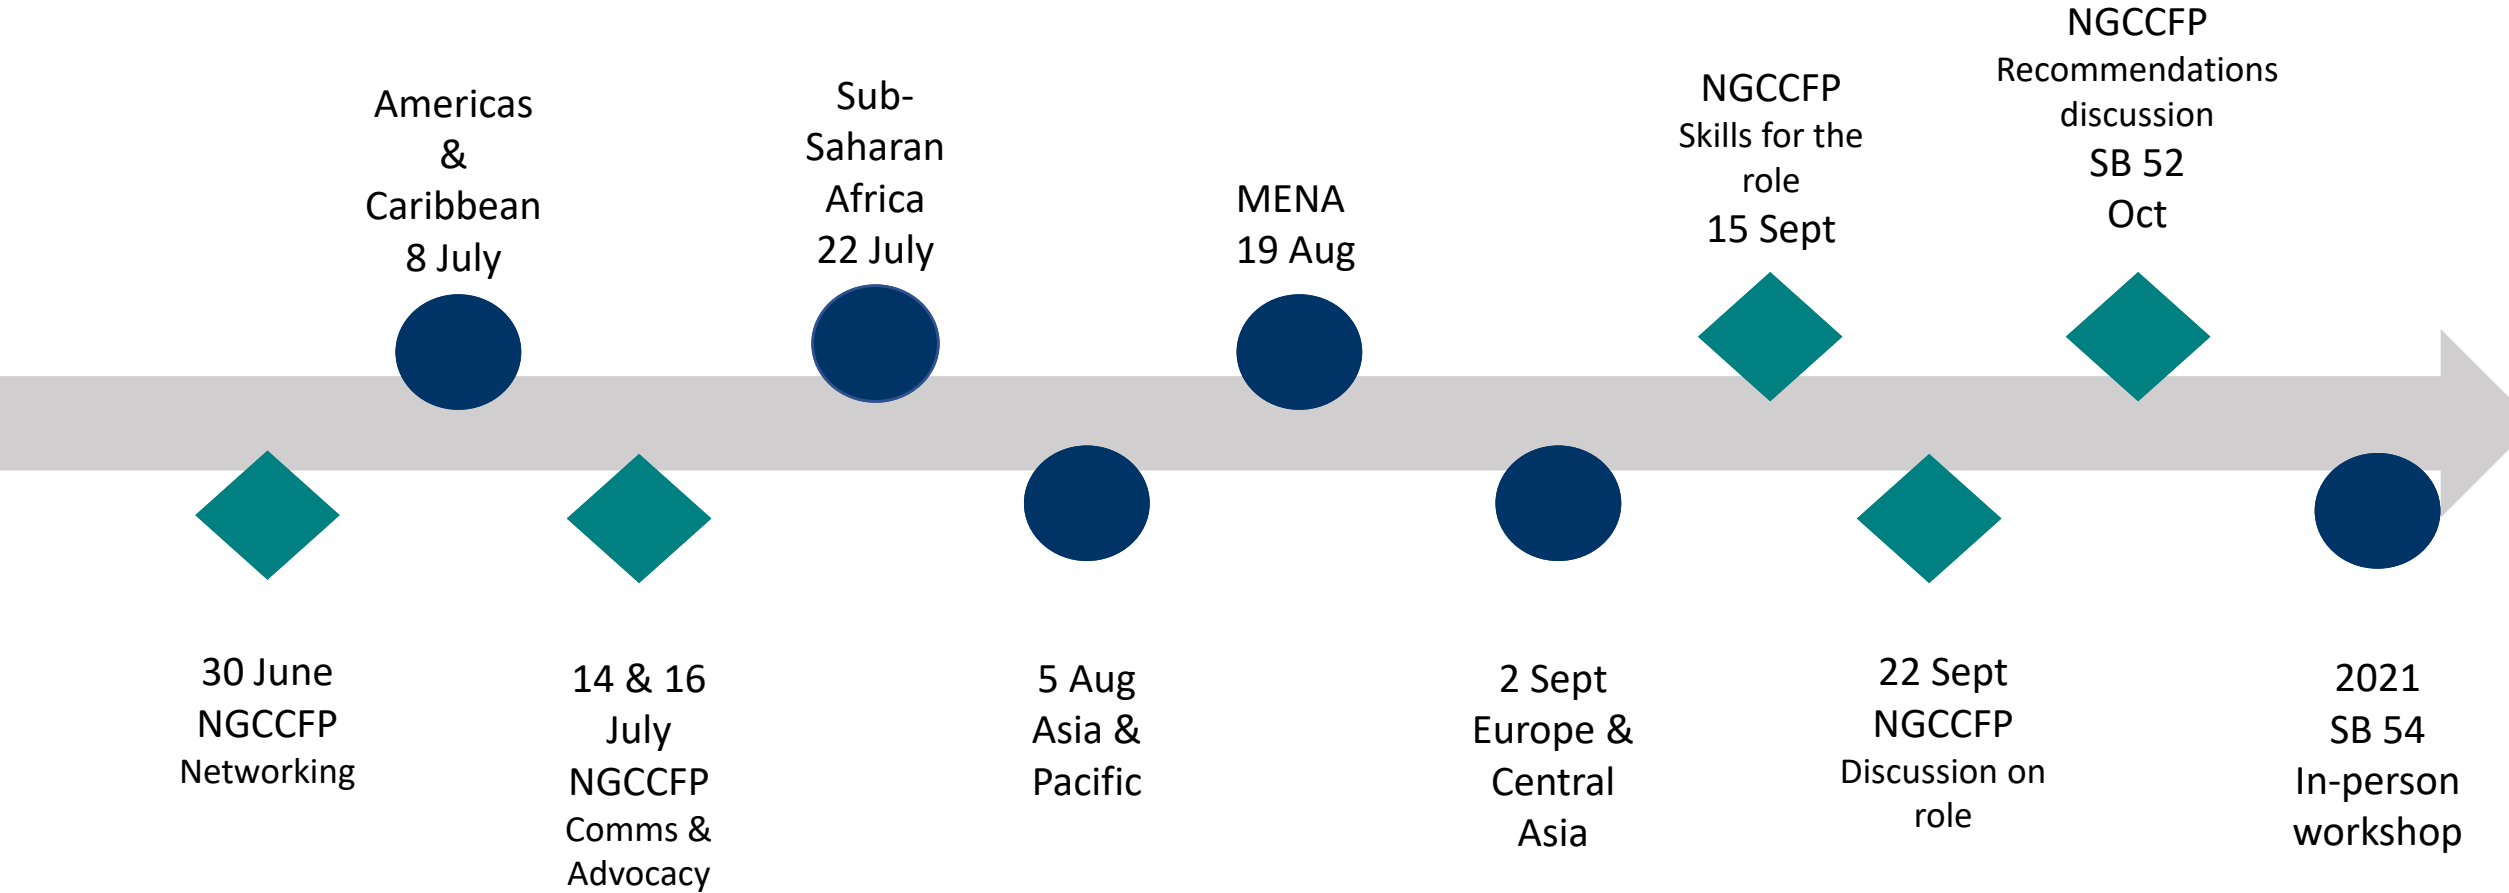 30 June
NGCCFP
Networking
Americas
&
Caribbean
8 July
14 & 16
July
NGCCFP
Comms &
Advocacy
Sub-
Saharan
Africa
22 July
5 Aug
Asia &
Pacific
MENA
19 Aug
2 Sept
Europe &
Central
Asia
NGCCFP
Skills for the
role
15 Sept
22 Sept
NGCCFP
Discussion on
role
NGCCFP
Recommendations
discussion
SB 52
Oct
2021
SB 54
In-person
workshop